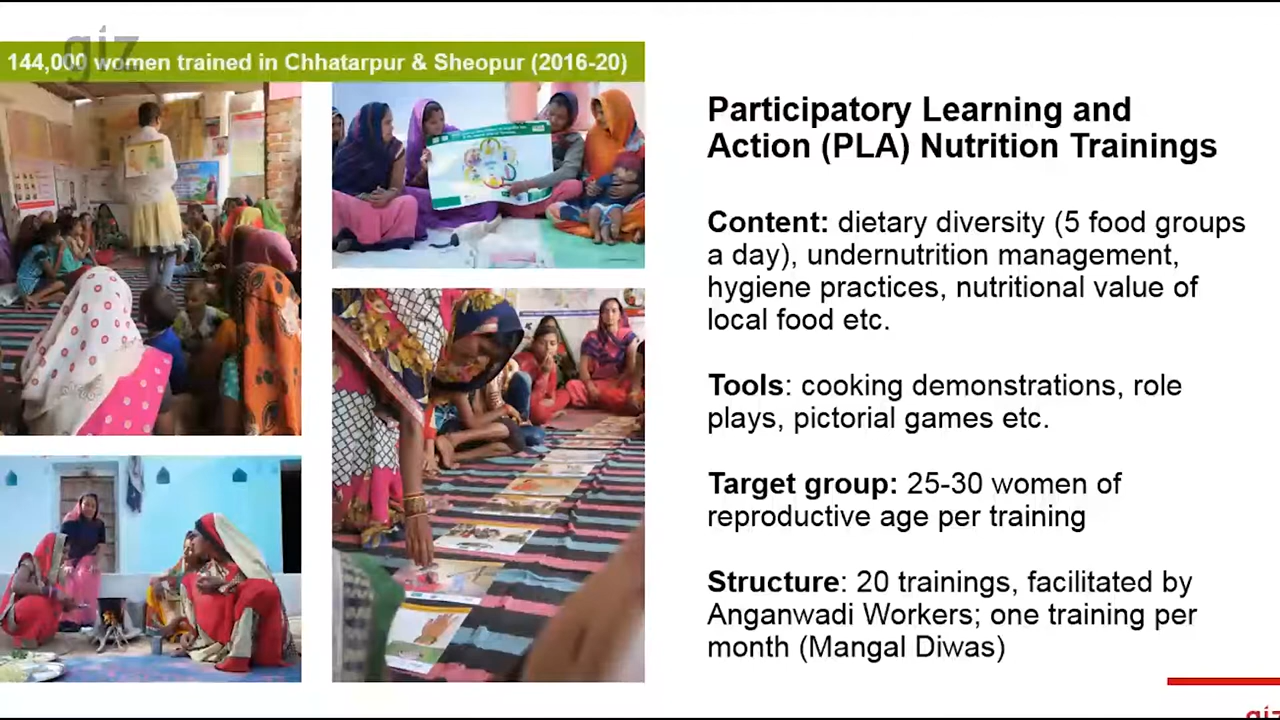 giz
144,000 women trained in Chhatarpur & Sheopur (2016-20)
Participatory Learning and
Action (PLA) Nutrition Trainings
Content: dietary diversity (5 food groups
a day), undernutrition management,
hygiene practices, nutritional value of
local food etc.
Tools: cooking demonstrations, role
plays, pictorial games etc.
Target group: 25-30 women of
reproductive age per training
Structure: 20 trainings, facilitated by
Anganwadi Workers; one training per
month (Mangal Diwas)
giz